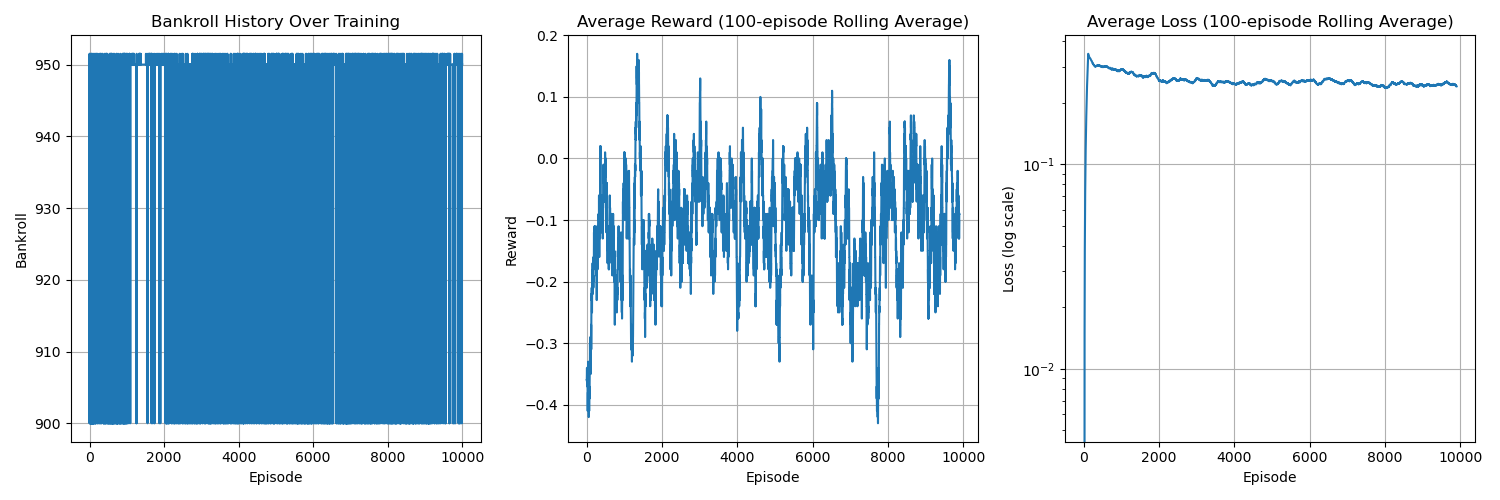 Bankroll History Over Training
Bankroll
950
940
930
920
910
900
0 2000 4000 6000 8000 10000
Episode
Average Reward (100-episode Rolling Average)
Reward
0.2
0.1
0.0
−0.1
−0.2
−0.3
−0.4
0 2000 4000 6000 8000 10000
Episode
Average Loss (100-episode Rolling Average)
Loss (log scale)
10⁻¹
10⁻²
0 2000 4000 6000 8000 10000
Episode